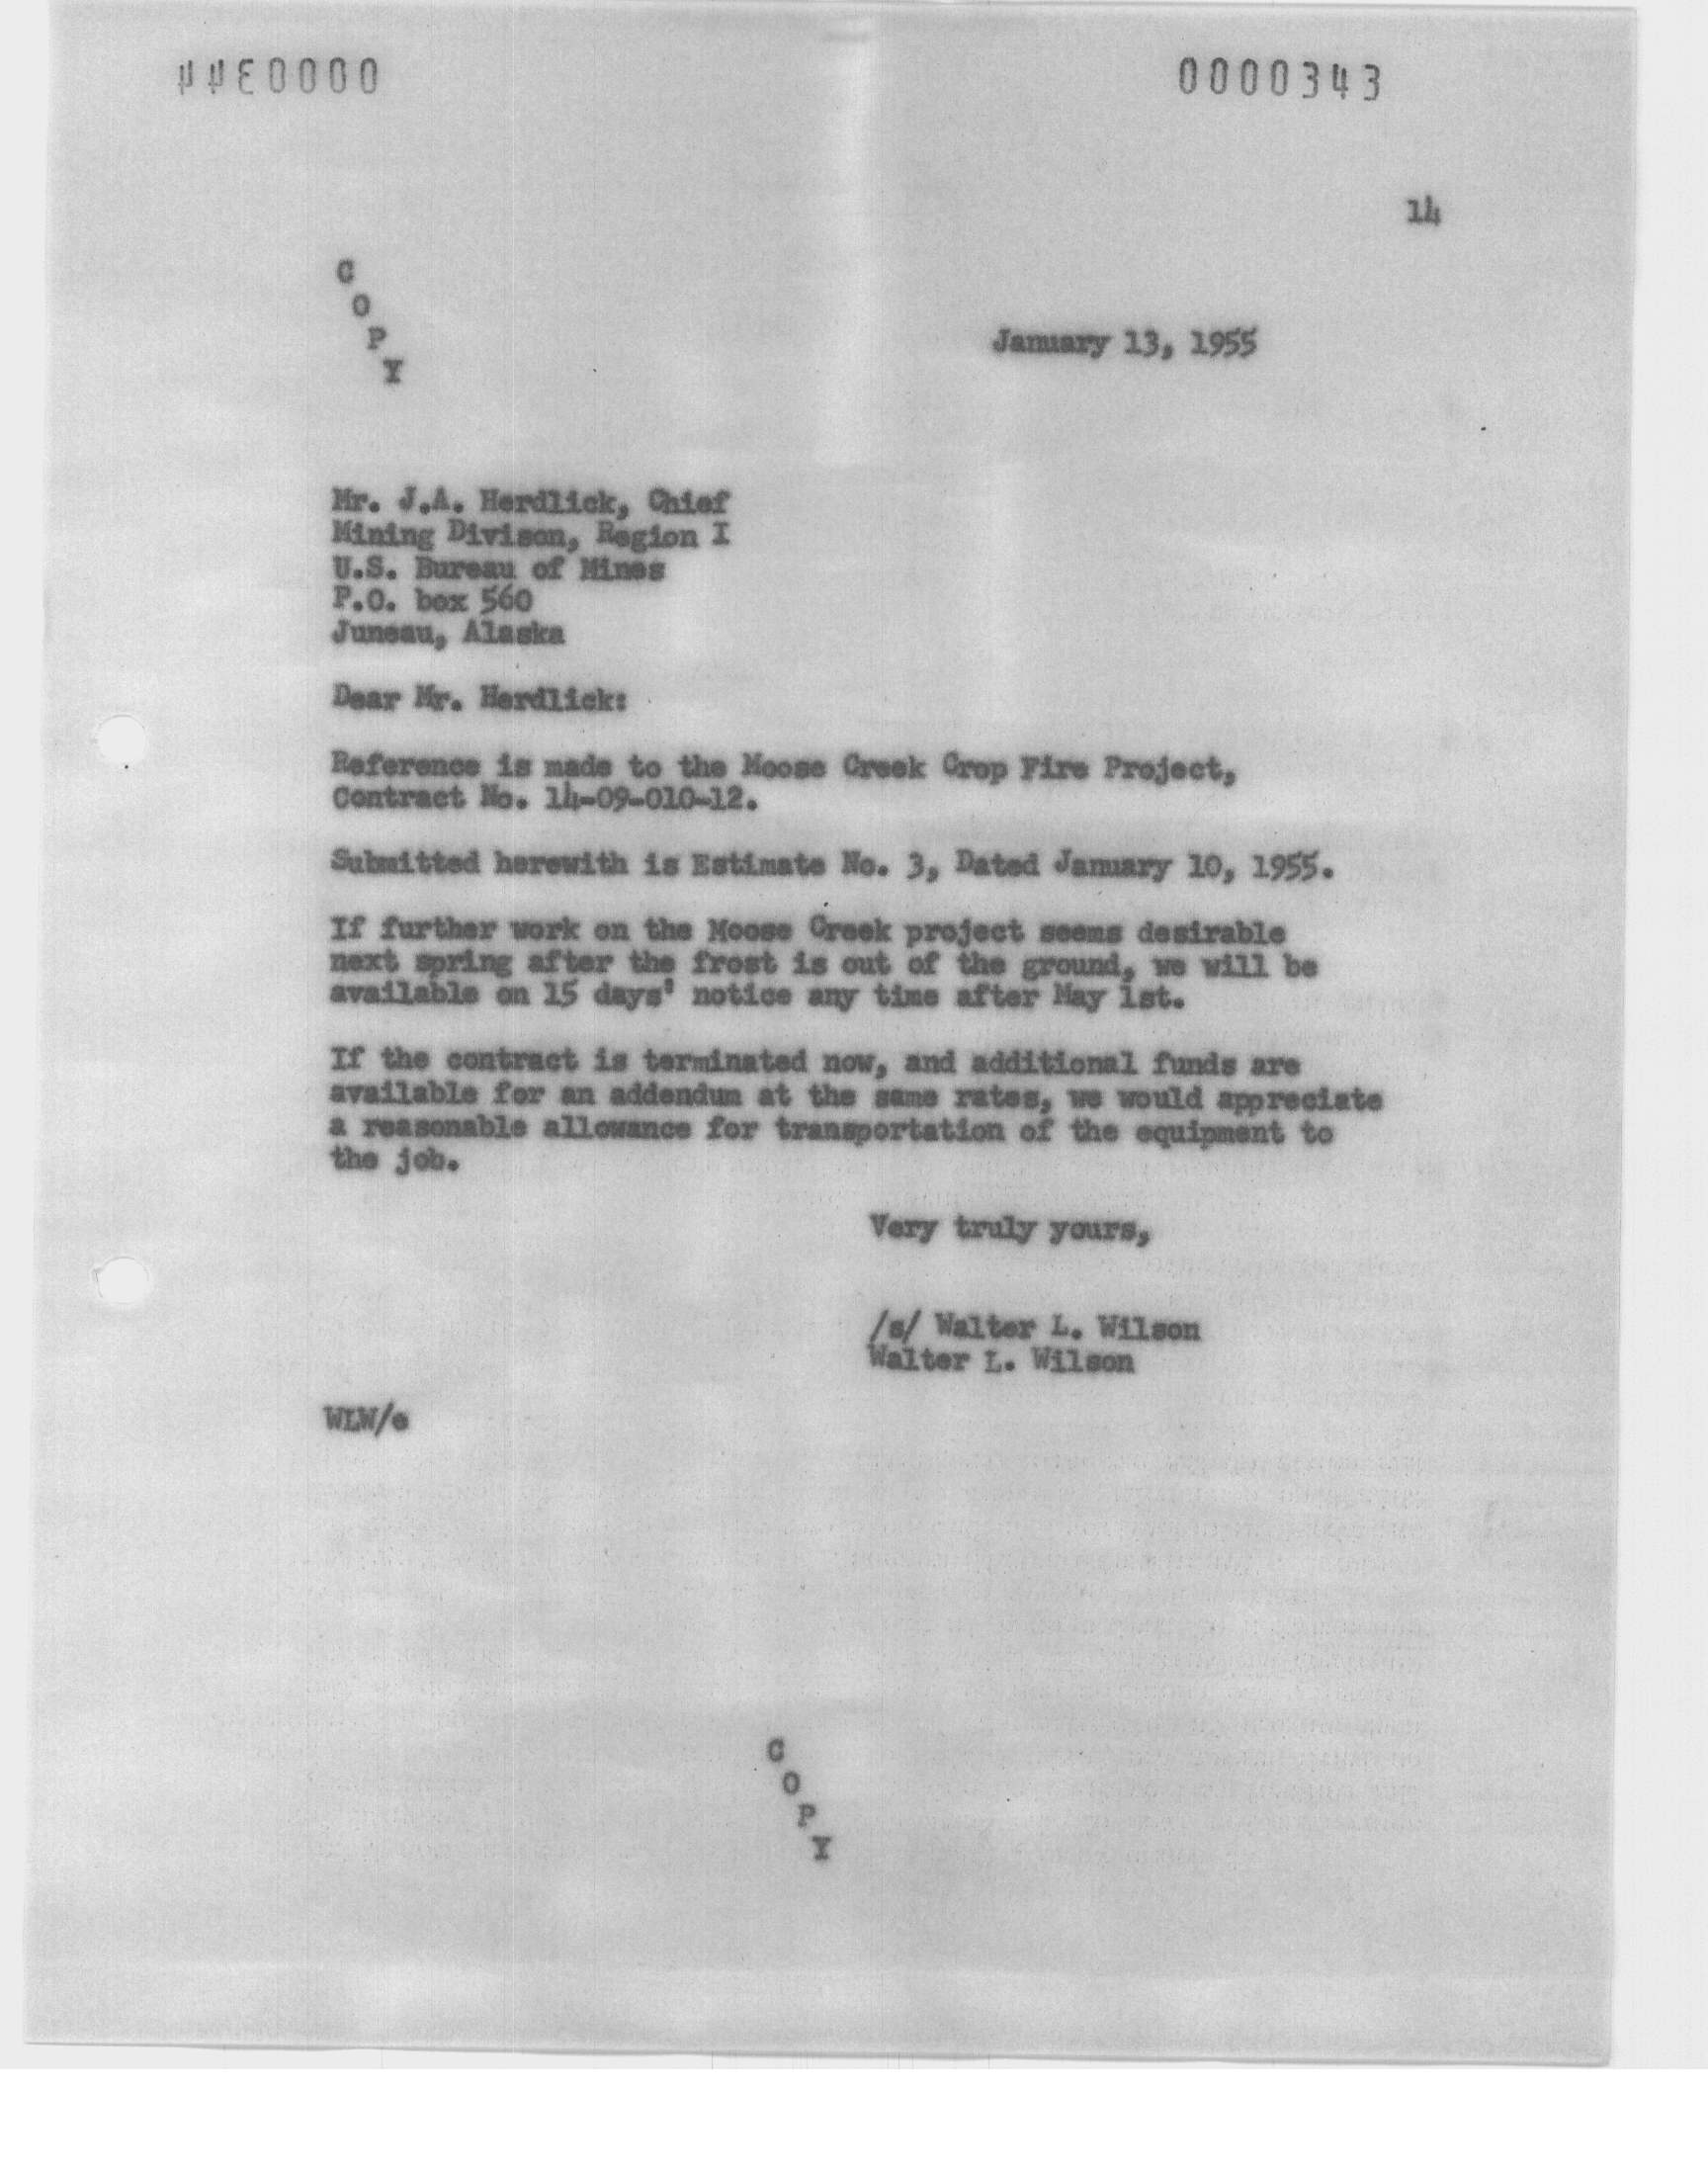 0000344
0000343
14
C
O
P
Y
January 13, 1955
Mr. J.A. Herdlick, Chief
Mining Divison, Region I
U.S. Bureau of Mines
P.O. box 560
Juneau, Alaska
Dear Mr. Herdlick:
Reference is made to the Moose Creek Crop Fire Project,
Contract No. 14-09-010-12.
Submitted herewith is Estimate No. 3, Dated January 10, 1955.
If further work on the Moose Creek project seems desirable
next spring after the frost is out of the ground, we will be
available on 15 days' notice any time after May 1st.
If the contract is terminated now, and additional funds are
available for an addendum at the same rates, we would appreciate
a reasonable allowance for transportation of the equipment to
the job.
Very truly yours,
/s/ Walter L. Wilson
Walter L. Wilson
WLW/e
C
O
P
Y